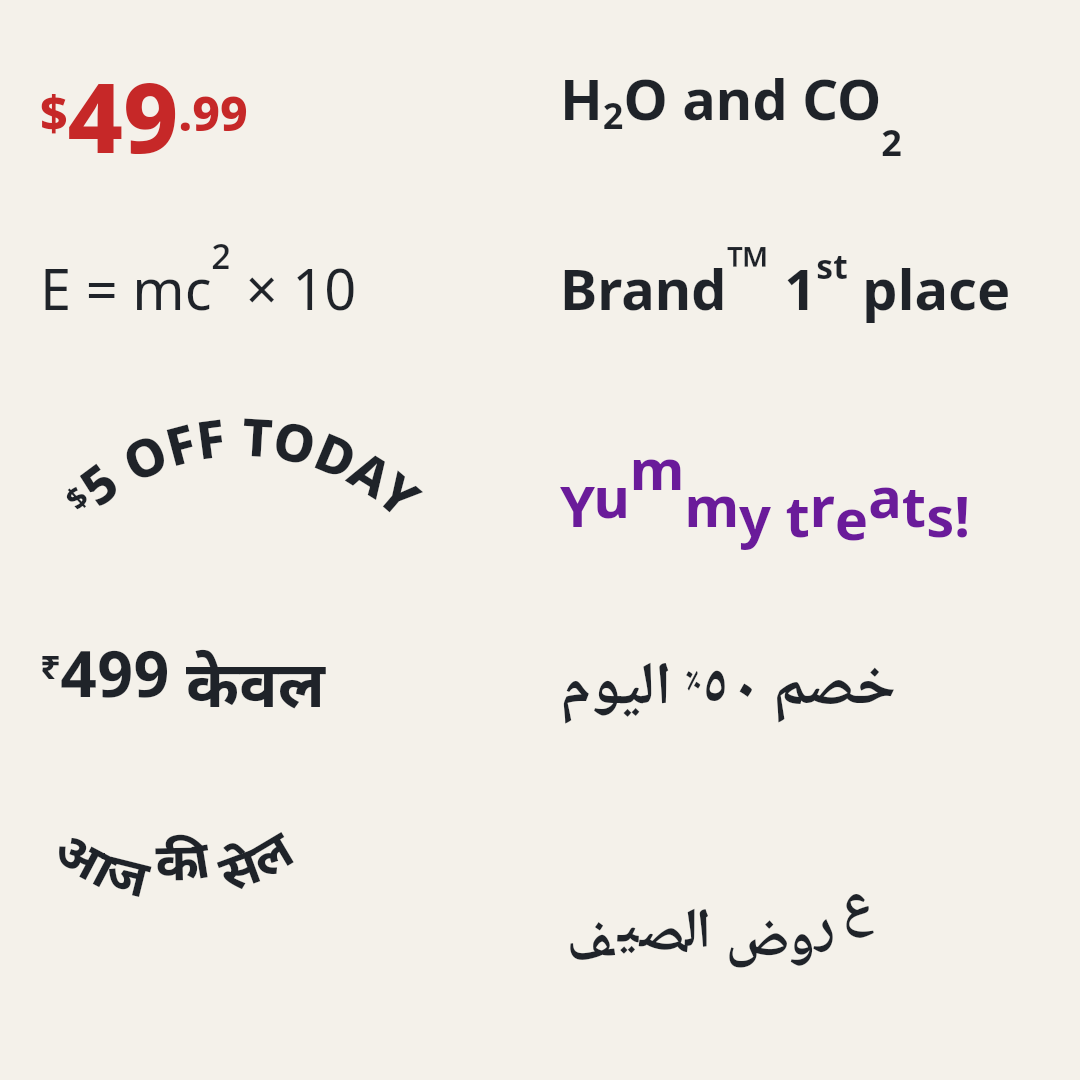 $49.99
H₂O and CO₂
E = mc² × 10
Brand™ 1st place
$5 OFF TODAY
Yummy treats!
₹499 केवल
خصم ٥٠٪ اليوم
आज की सेल
عروض الصيف